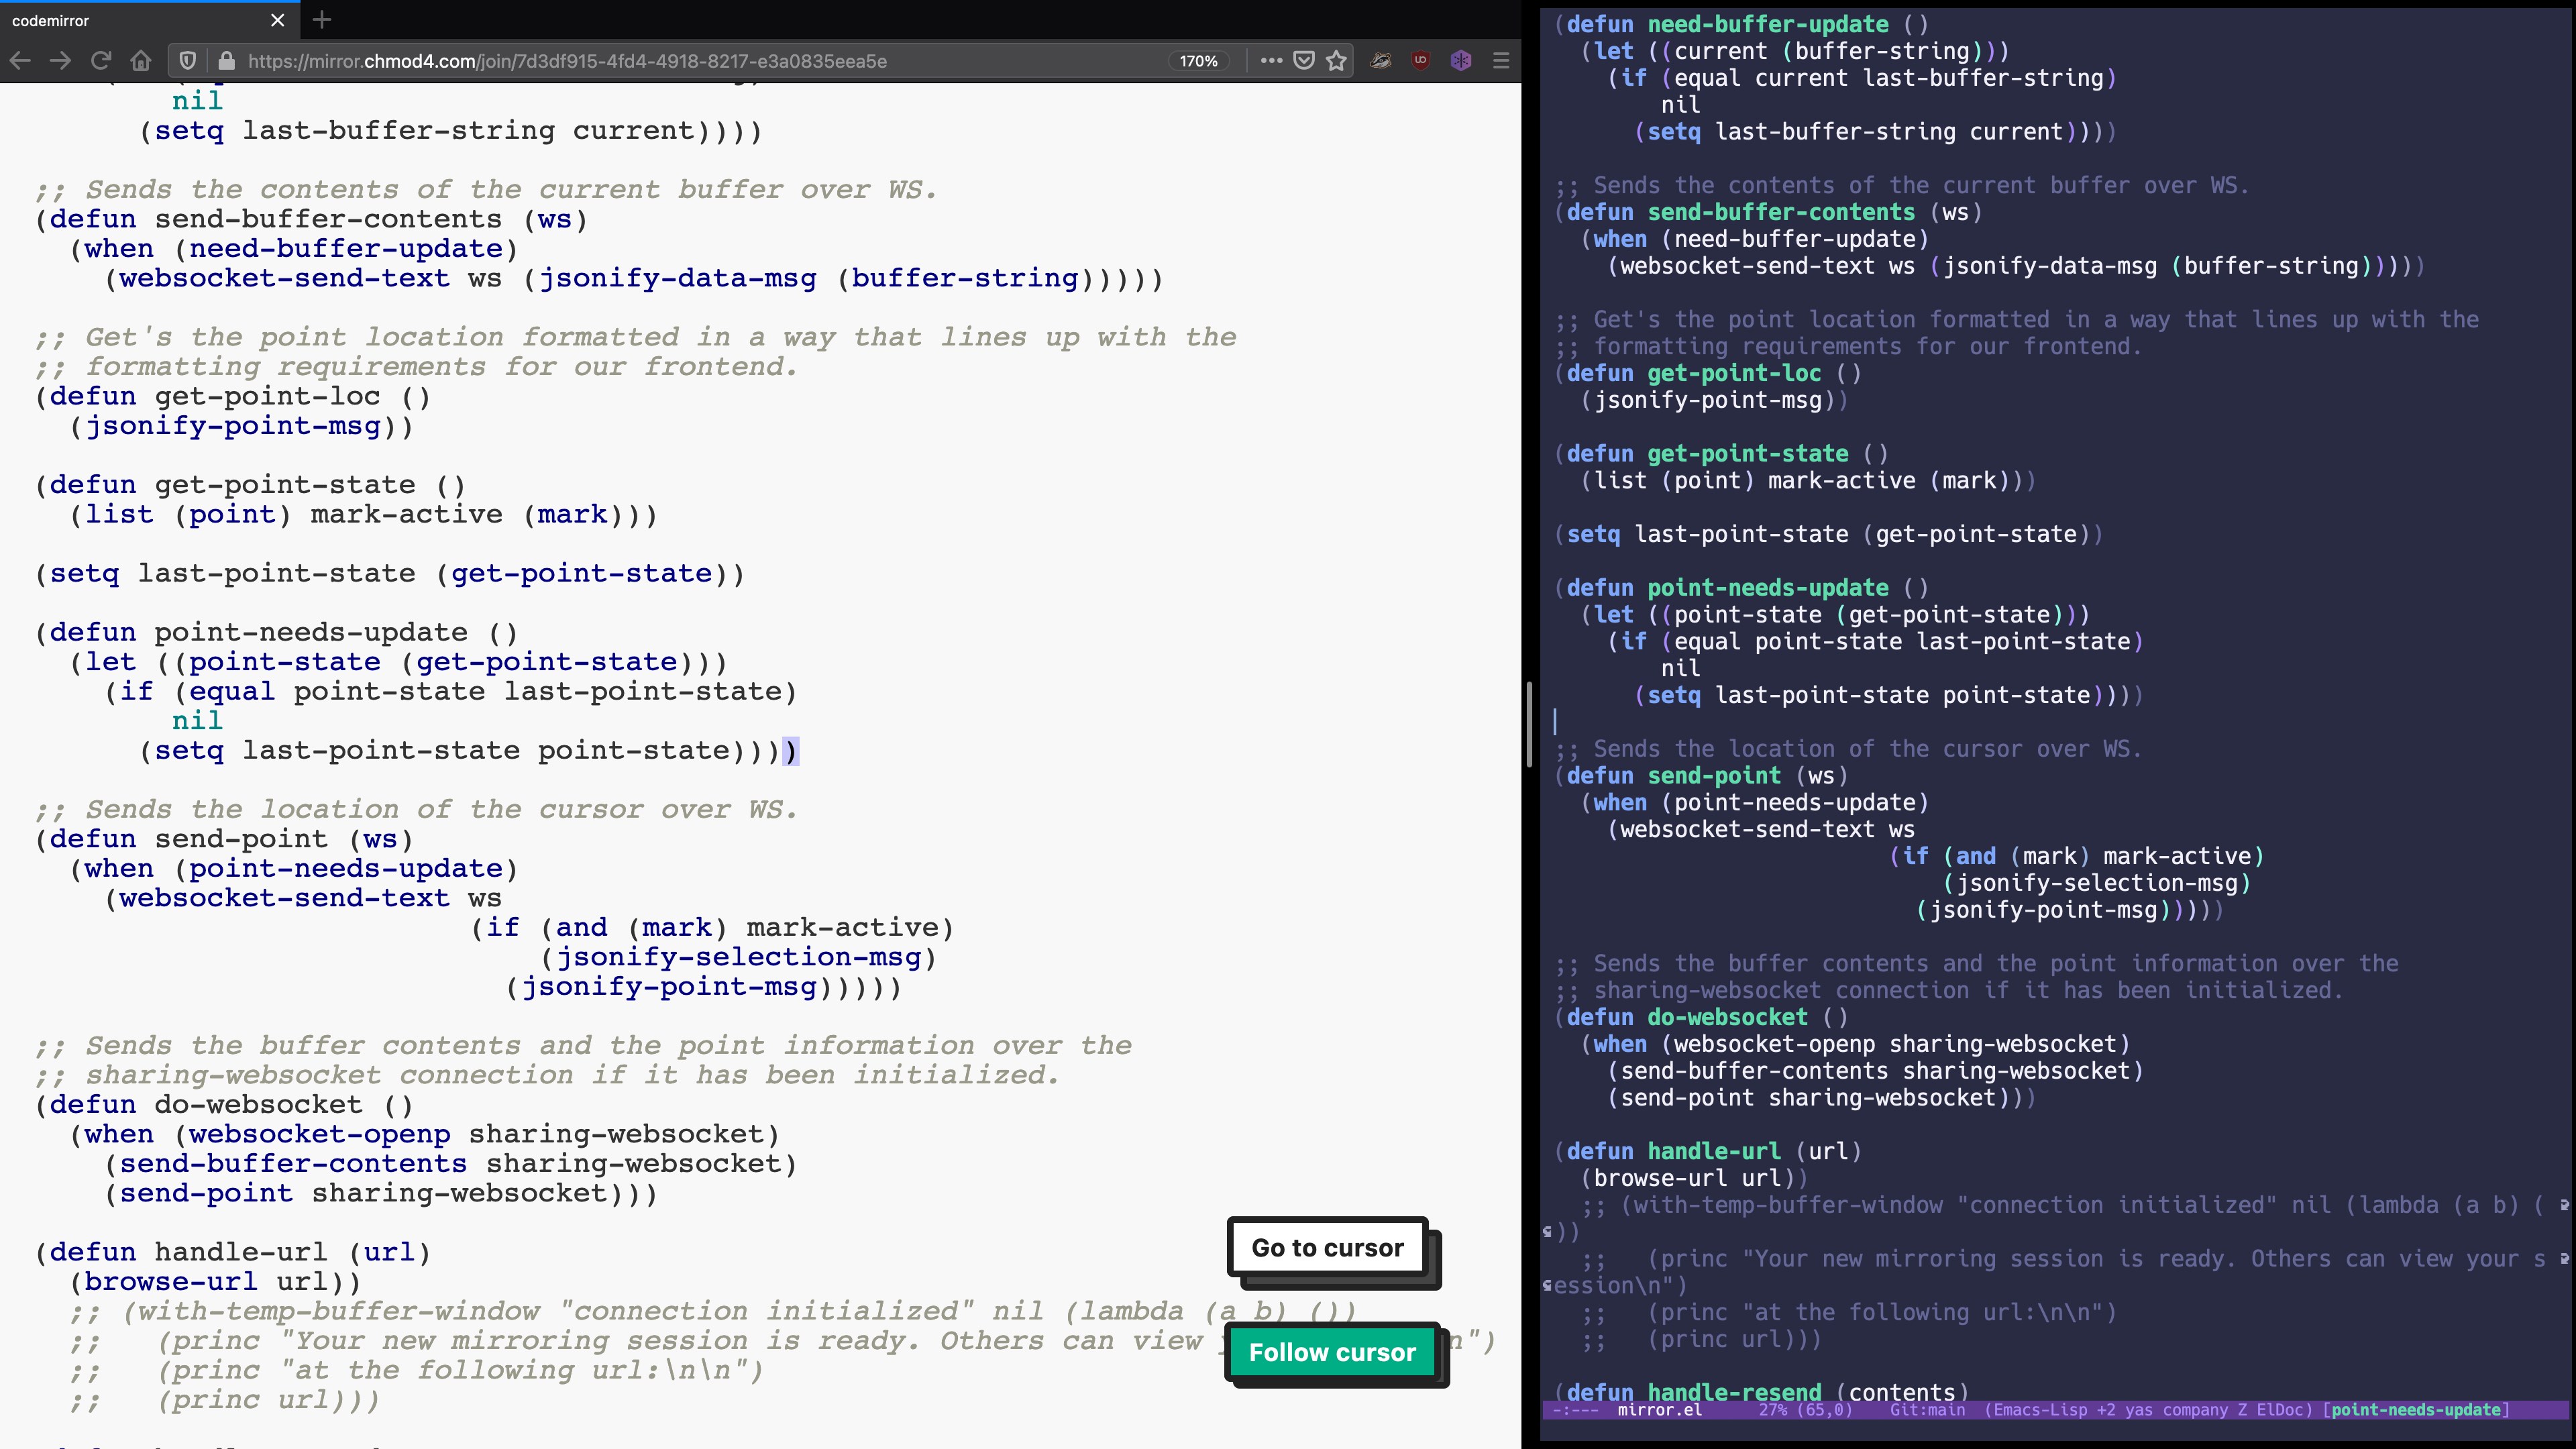 codemirror
https://mirror.chmod4.com/join/7d3df915-4fd4-4918-8217-e3a0835eea5e
170%
nil
(setq last-buffer-string current))))
;; Sends the contents of the current buffer over WS.
(defun send-buffer-contents (ws)
(when (need-buffer-update)
(websocket-send-text ws (jsonify-data-msg (buffer-string)))))
;; Get's the point location formatted in a way that lines up with the
;; formatting requirements for our frontend.
(defun get-point-loc ()
(jsonify-point-msg))
(defun get-point-state ()
(list (point) mark-active (mark)))
(setq last-point-state (get-point-state))
(defun point-needs-update ()
(let ((point-state (get-point-state)))
(if (equal point-state last-point-state)
nil
(setq last-point-state point-state))))
;; Sends the location of the cursor over WS.
(defun send-point (ws)
(when (point-needs-update)
(websocket-send-text ws
(if (and (mark) mark-active)
(jsonify-selection-msg)
(jsonify-point-msg)))))
;; Sends the buffer contents and the point information over the
;; sharing-websocket connection if it has been initialized.
(defun do-websocket ()
(when (websocket-openp sharing-websocket)
(send-buffer-contents sharing-websocket)
(send-point sharing-websocket)))
(defun handle-url (url)
(browse-url url))
;; (with-temp-buffer-window "connection initialized" nil (lambda (a b) ())
;; (princ "Your new mirroring session is ready. Others can view n")
;; (princ "at the following url:\n\n")
;; (princ url)))
Go to cursor
Follow cursor
(defun need-buffer-update ()
(let ((current (buffer-string)))
(if (equal current last-buffer-string)
nil
(setq last-buffer-string current))))
;; Sends the contents of the current buffer over WS.
(defun send-buffer-contents (ws)
(when (need-buffer-update)
(websocket-send-text ws (jsonify-data-msg (buffer-string)))))
;; Get's the point location formatted in a way that lines up with the
;; formatting requirements for our frontend.
(defun get-point-loc ()
(jsonify-point-msg))
(defun get-point-state ()
(list (point) mark-active (mark)))
(setq last-point-state (get-point-state))
(defun point-needs-update ()
(let ((point-state (get-point-state)))
(if (equal point-state last-point-state)
nil
(setq last-point-state point-state))))
;; Sends the location of the cursor over WS.
(defun send-point (ws)
(when (point-needs-update)
(websocket-send-text ws
(if (and (mark) mark-active)
(jsonify-selection-msg)
(jsonify-point-msg)))))
;; Sends the buffer contents and the point information over the
;; sharing-websocket connection if it has been initialized.
(defun do-websocket ()
(when (websocket-openp sharing-websocket)
(send-buffer-contents sharing-websocket)
(send-point sharing-websocket)))
(defun handle-url (url)
(browse-url url))
;; (with-temp-buffer-window "connection initialized" nil (lambda (a b) (
))
;; (princ "Your new mirroring session is ready. Others can view your s
ession\n")
;; (princ "at the following url:\n\n")
;; (princ url)))
(defun handle-resend (contents)
-:--- mirror.el 27% (65,0) Git:main (Emacs-Lisp +2 yas company Z ElDoc) [point-needs-update]